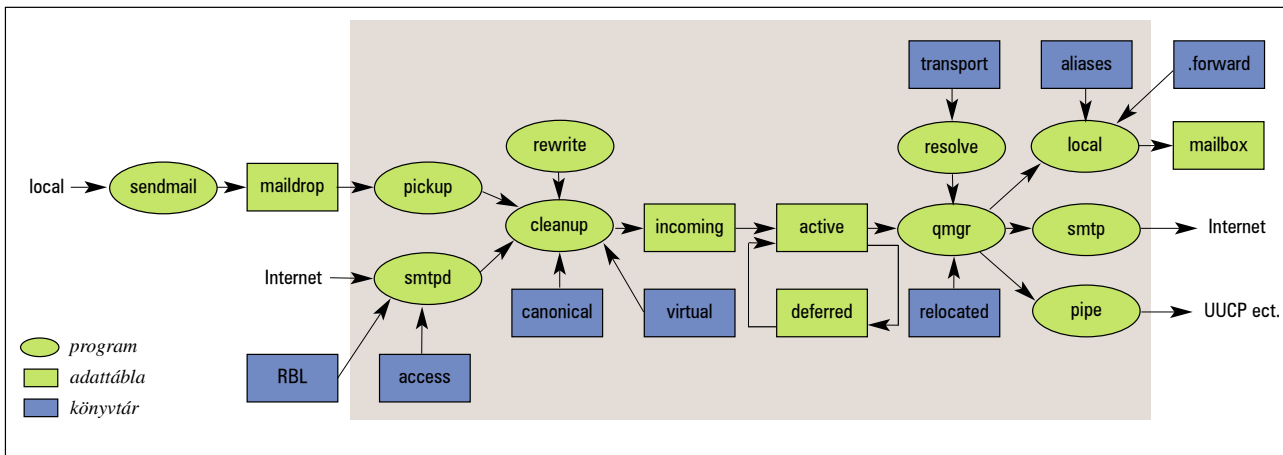 transport
aliases
.forward
rewrite
resolve
local
mailbox
local
sendmail
maildrop
pickup
cleanup
incoming
active
qmgr
smtp
Internet
Internet
smtpd
canonical
virtual
deferred
relocated
pipe
UUCP ect.
program
RBL
access
adattábla
könyvtár